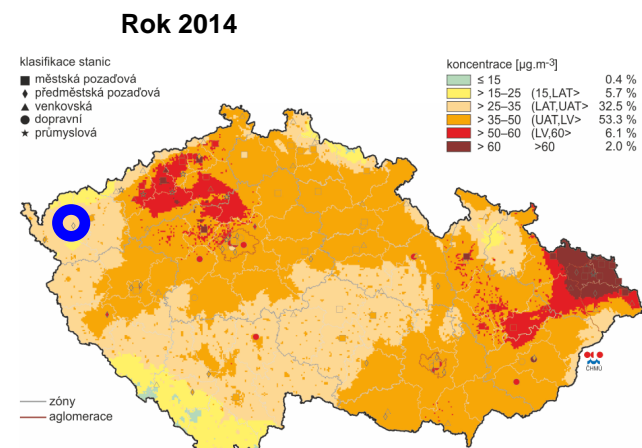 Rok 2014
klasifikace stanic
městská pozaďová
předměstská pozaďová
venkovská
dopravní
průmyslová
koncentrace [µg.m-3]
≤ 15 0.4 %
> 15–25 (15,LAT> 5.7 %
> 25–35 (LAT,UAT> 32.5 %
> 35–50 (UAT,LV> 53.3 %
> 50–60 (LV,60> 6.1 %
> 60 >60 2.0 %
ČHMÚ
zóny
aglomerace